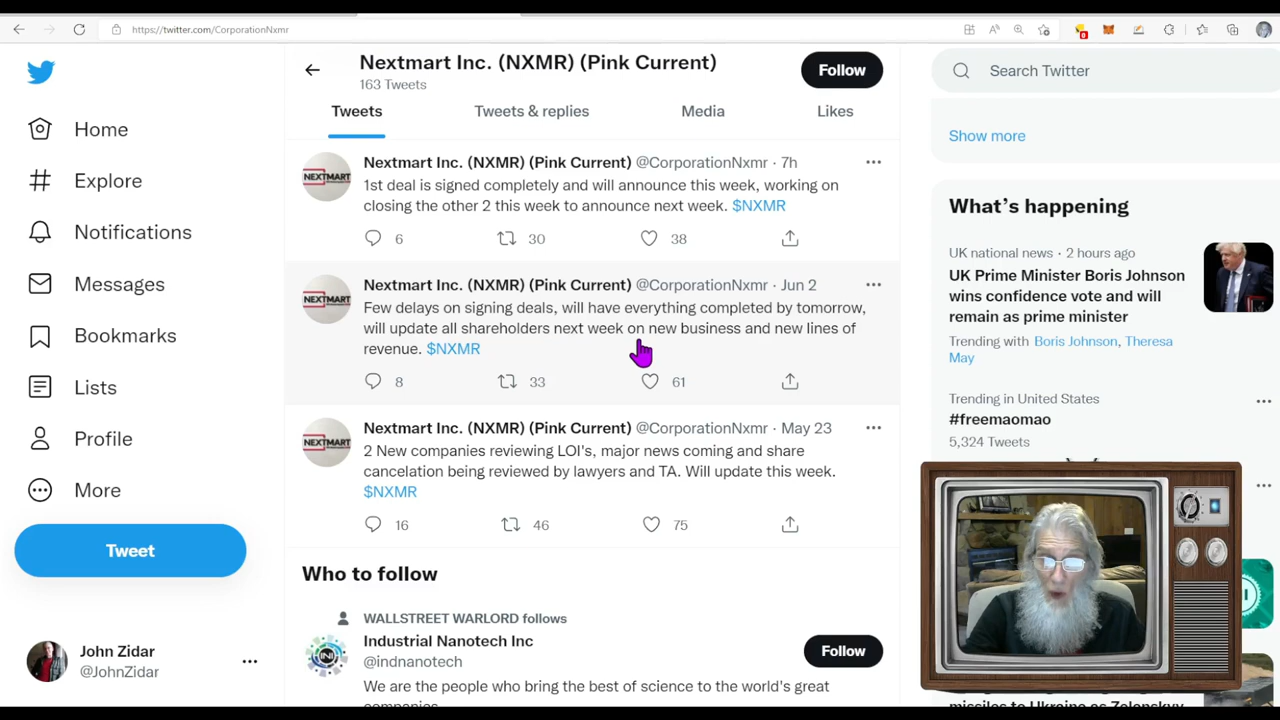 https://twitter.com/CorporationNxmr
Nextmart Inc. (NXMR) (Pink Current)
163 Tweets
Follow
Search Twitter
Tweets
Tweets & replies
Media
Likes
Home
Explore
Notifications
Messages
Bookmarks
Lists
Profile
More
Tweet
John Zidar
@JohnZidar
NEXTMART
Nextmart Inc. (NXMR) (Pink Current) @CorporationNxmr · 7h
1st deal is signed completely and will announce this week, working on
closing the other 2 this week to announce next week. $NXMR
6 30 38
NEXTMART
Nextmart Inc. (NXMR) (Pink Current) @CorporationNxmr · Jun 2
Few delays on signing deals, will have everything completed by tomorrow,
will update all shareholders next week on new business and new lines of
revenue. $NXMR
8 33 61
NEXTMART
Nextmart Inc. (NXMR) (Pink Current) @CorporationNxmr · May 23
2 New companies reviewing LOI's, major news coming and share
cancelation being reviewed by lawyers and TA. Will update this week.
$NXMR
16 46 75
Who to follow
WALLSTREET WARLORD follows
Industrial Nanotech Inc
@indnanotech
Follow
We are the people who bring the best of science to the world's great
companies
Show more
What's happening
UK national news · 2 hours ago
UK Prime Minister Boris Johnson
wins confidence vote and will
remain as prime minister
Trending with Boris Johnson, Theresa
May
Trending in United States
#freemaomao
5,324 Tweets
missiles to Ukraine as Zelenskyy